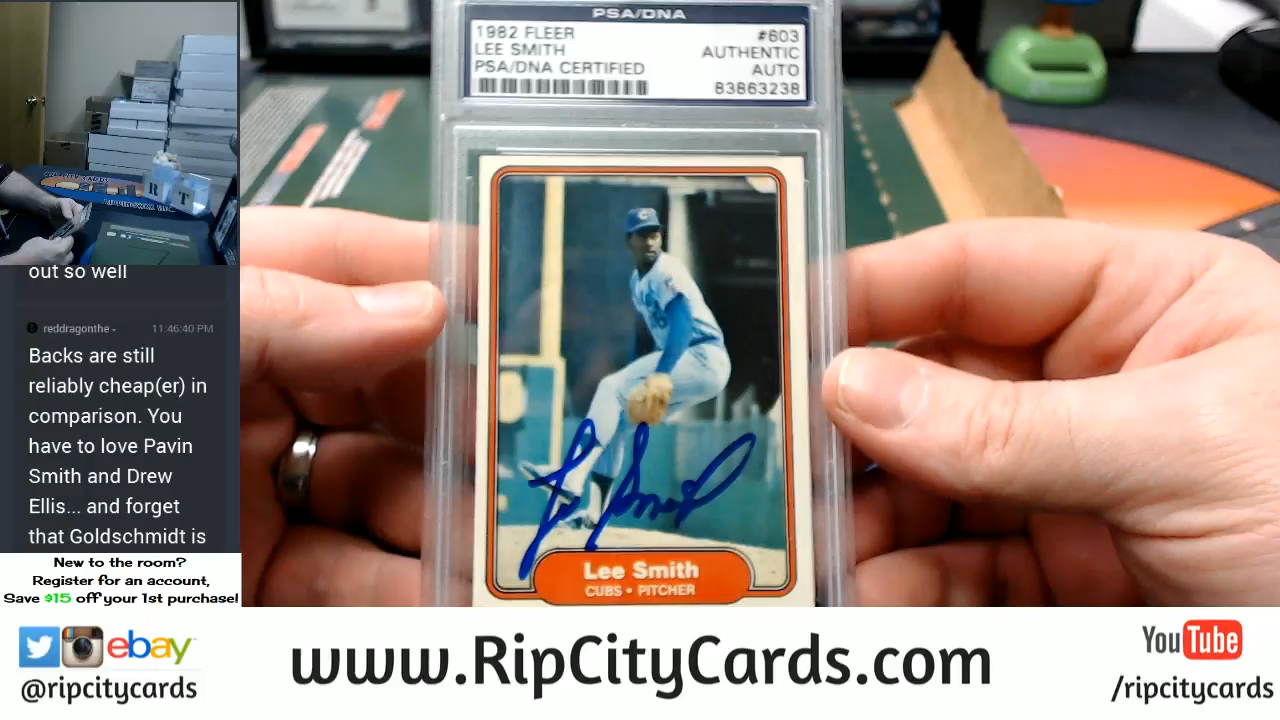 PSA/DNA
1982 FLEER
LEE SMITH
PSA/DNA CERTIFIED
#603
AUTHENTIC
AUTO
83863238
Lee Smith
Lee Smith
CUBS • PITCHER
R
T
out so well
reddragonthe
11:46:40 PM
Backs are still
reliably cheap(er) in
comparison. You
have to love Pavin
Smith and Drew
Ellis... and forget
that Goldschmidt is
New to the room?
Register for an account,
Save $15 off your 1st purchase!
ebay
@ripcitycards
www.RipCityCards.com
YouTube
/ripcitycards